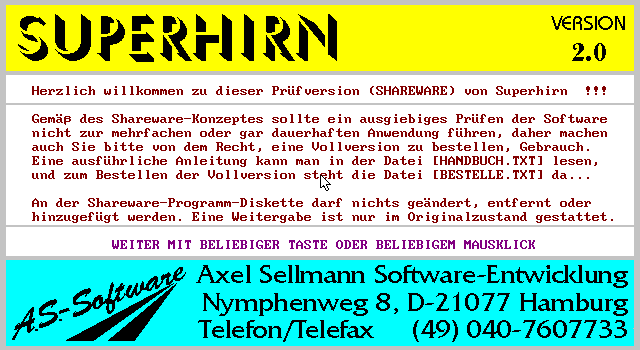 SUPERHIRN
VERSION
2.0
Herzlich willkommen zu dieser Prüfversion (SHAREWARE) von Superhirn !!!
Gemäß des Shareware-Konzeptes sollte ein ausgiebiges Prüfen der Software
nicht zur mehrfachen oder gar dauerhaften Anwendung führen, daher machen
auch Sie bitte von dem Recht, eine Vollversion zu bestellen, Gebrauch.
Eine ausführliche Anleitung kann man in der Datei [HANDBUCH.TXT] lesen,
und zum Bestellen der Vollversion steht die Datei [BESTELLE.TXT] da...
An der Shareware-Programm-Diskette darf nichts geändert, entfernt oder
hinzugefügt werden. Eine Weitergabe ist nur im Originalzustand gestattet.
WEITER MIT BELIEBIGER TASTE ODER BELIEBIGEM MAUSKLICK
A.S.-Software
Axel Sellmann Software-Entwicklung
Nymphenweg 8, D-21077 Hamburg
Telefon/Telefax (49) 040-7607733